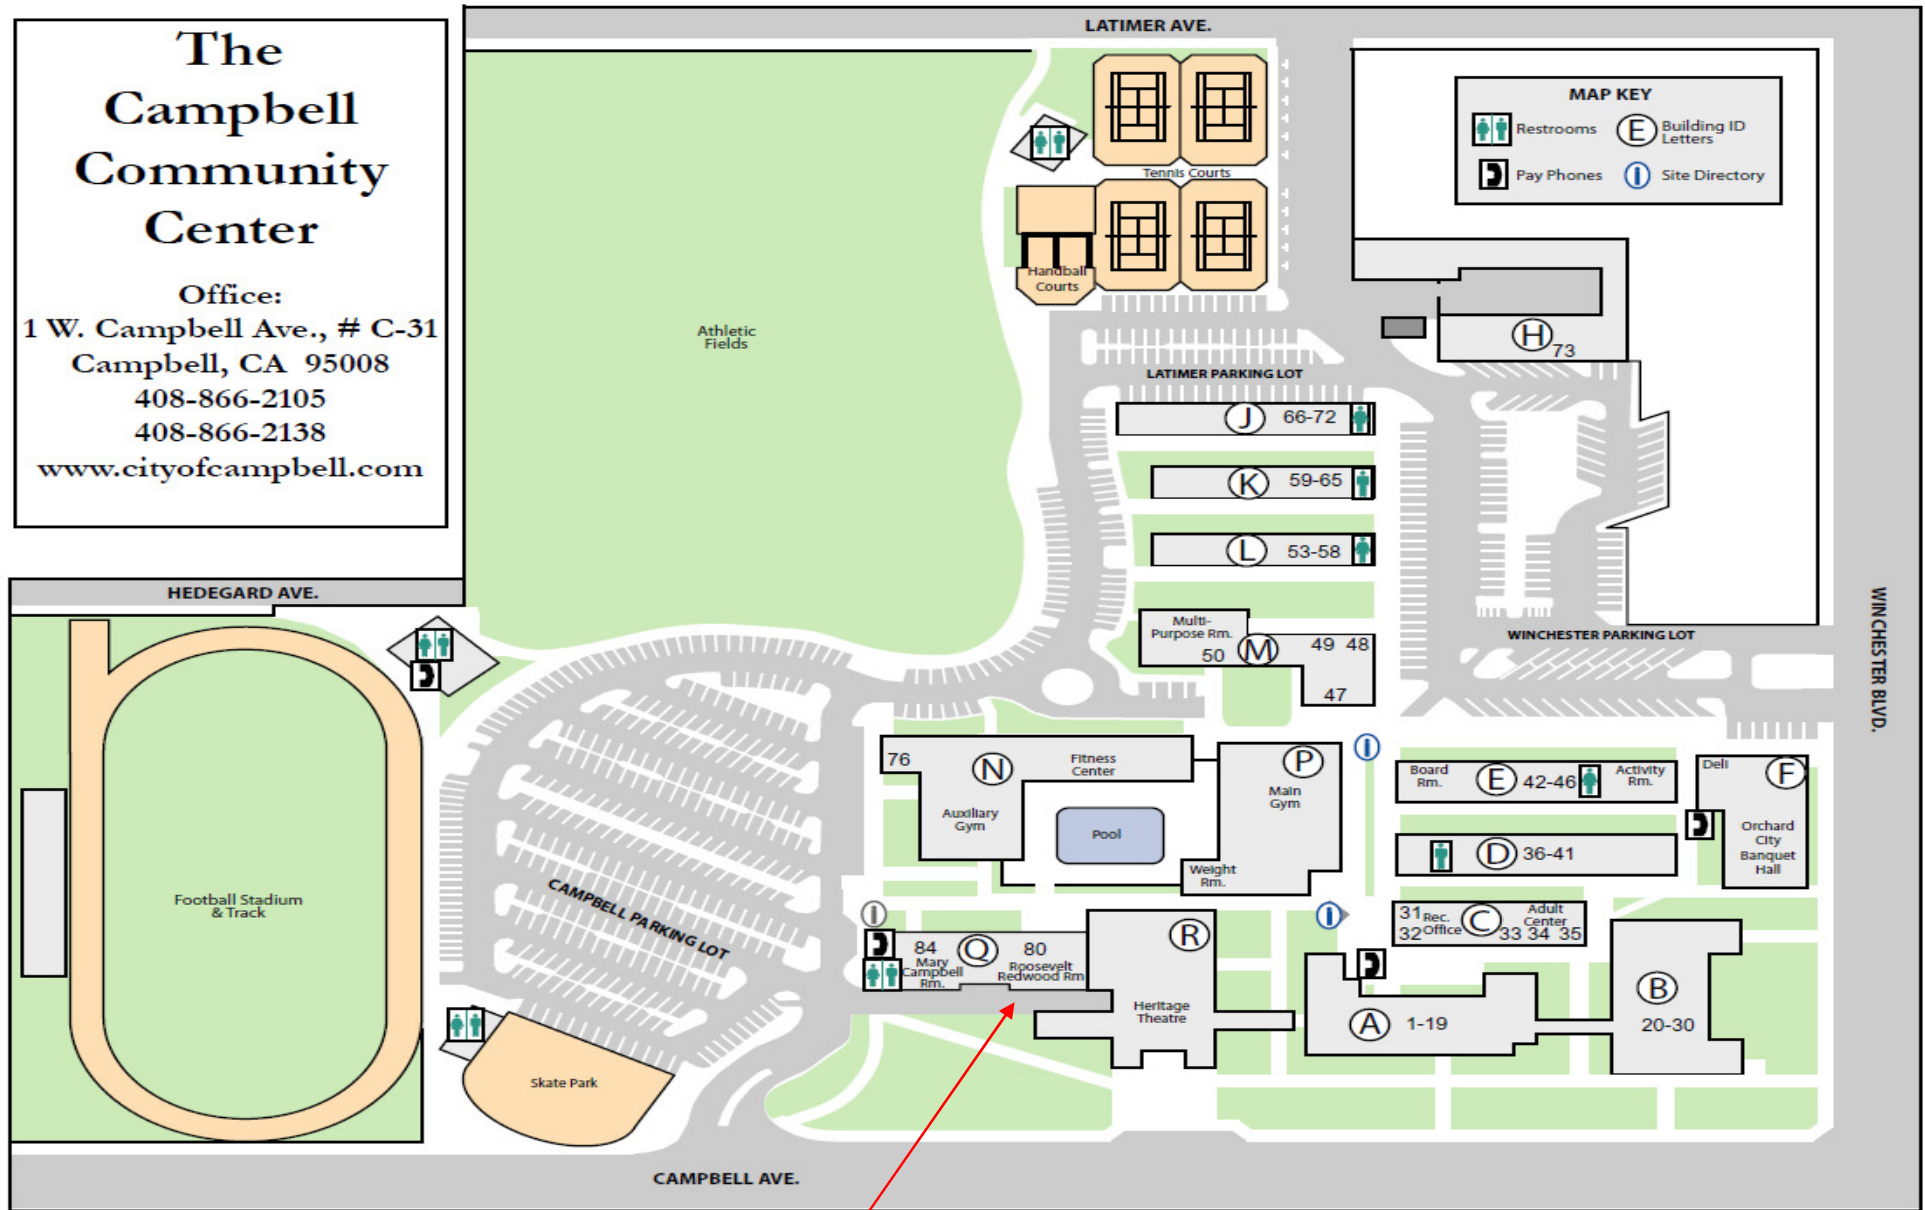 The
Campbell
Community
Center
Office:
1 W. Campbell Ave., # C-31
Campbell, CA 95008
408-866-2105
408-866-2138
www.cityofcampbell.com
LATIMER AVE.
MAP KEY
Restrooms
E
Building ID
Letters
Pay Phones
i
Site Directory
Tennis Courts
Handball
Courts
Athletic
Fields
H
73
LATIMER PARKING LOT
J
66-72
K
59-65
L
53-58
HEDEGARD AVE.
Multi-
Purpose Rm.
50
M
49 48
47
WINCHESTER PARKING LOT
WINCHESTER BLVD.
76
N
Fitness
Center
P
Main
Gym
i
Auxiliary
Gym
Pool
Weight
Rm.
Board
Rm.
E
42-46
Activity
Rm.
Deli
F
Orchard
City
Banquet
Hall
D
36-41
Football Stadium
& Track
CAMPBELL PARKING LOT
i
84
Mary
Campbell
Rm.
Q
80
Roosevelt
Redwood Rm
R
Heritage
Theatre
i
31 Rec.
32 Office
C
Adult
Center
33 34 35
A
1-19
B
20-30
Skate Park
CAMPBELL AVE.